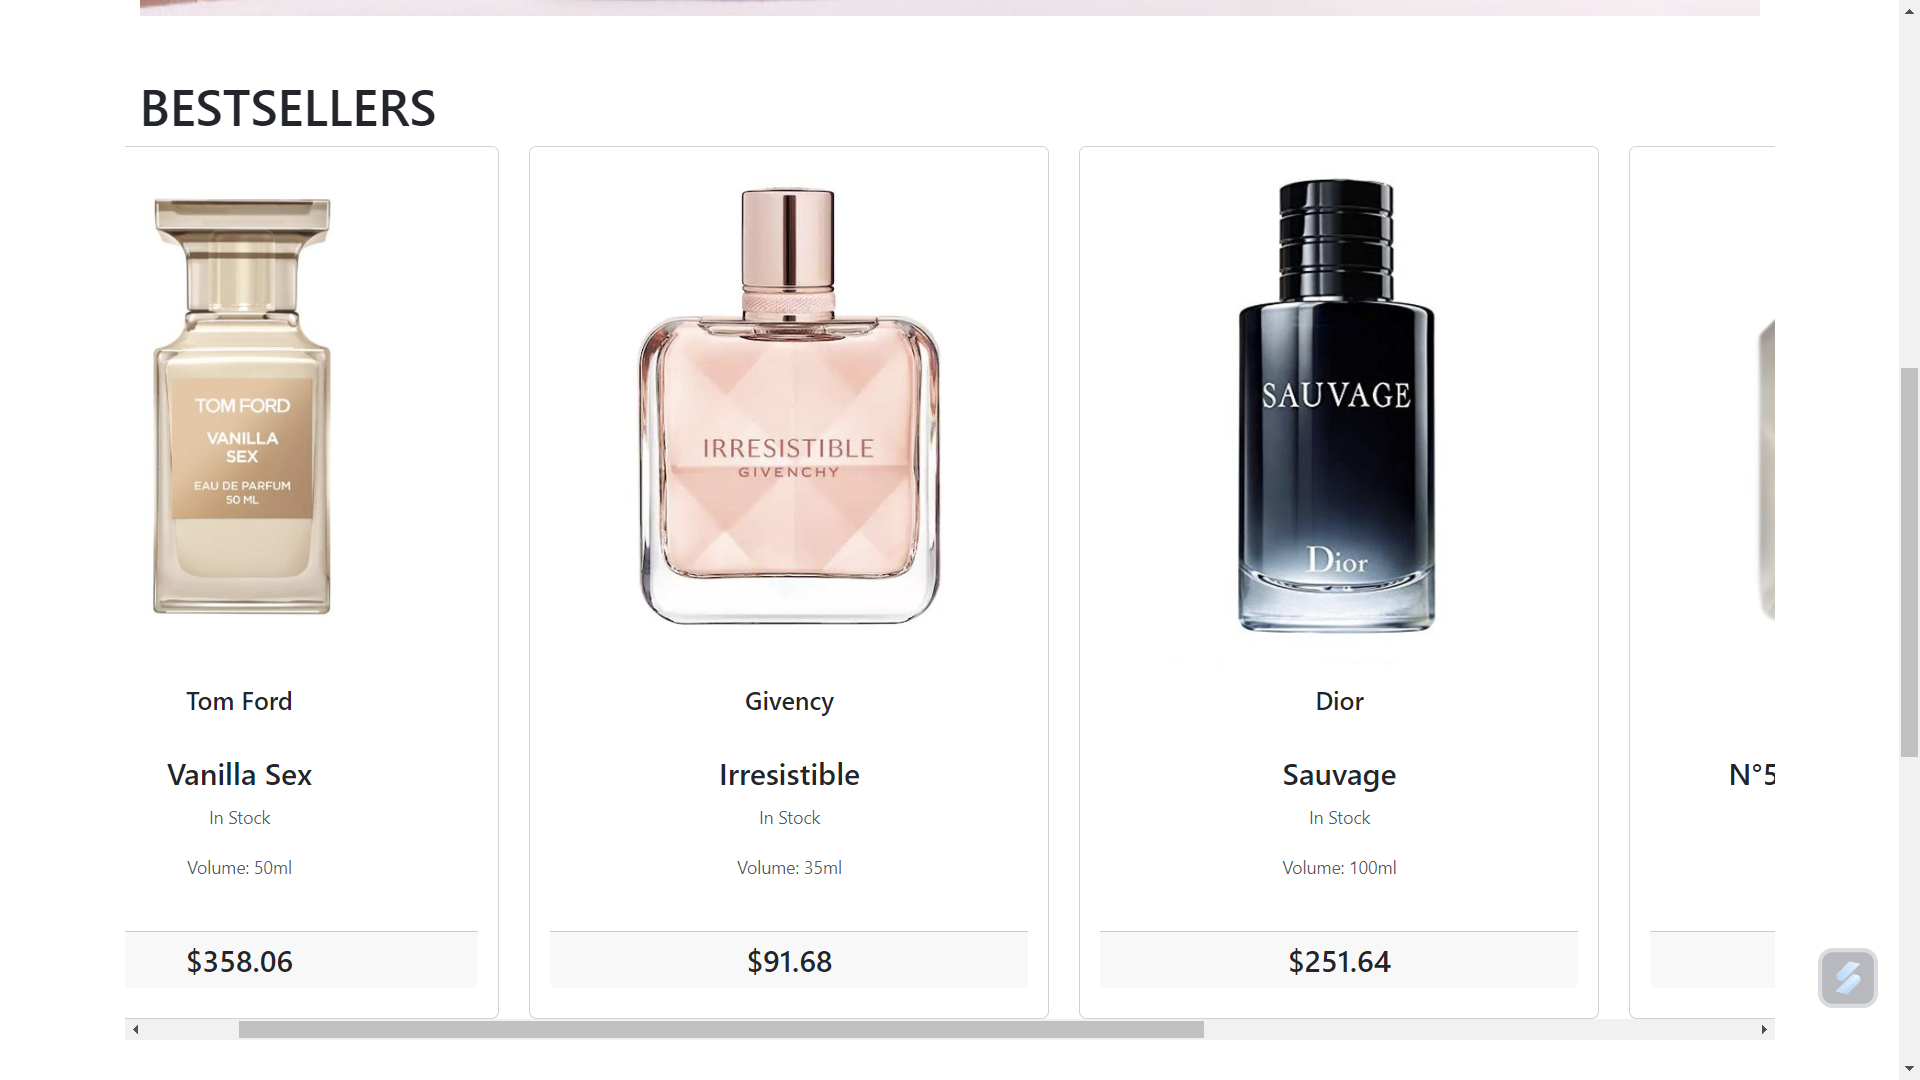 BESTSELLERS
TOM FORD
VANILLA
SEX
EAU DE PARFUM
50 ML
Tom Ford
Vanilla Sex
In Stock
Volume: 50ml
$358.06
IRRESISTIBLE
GIVENCHY
Givency
Irresistible
In Stock
Volume: 35ml
$91.68
SAUVAGE
Dior
Dior
Sauvage
In Stock
Volume: 100ml
$251.64
N°5